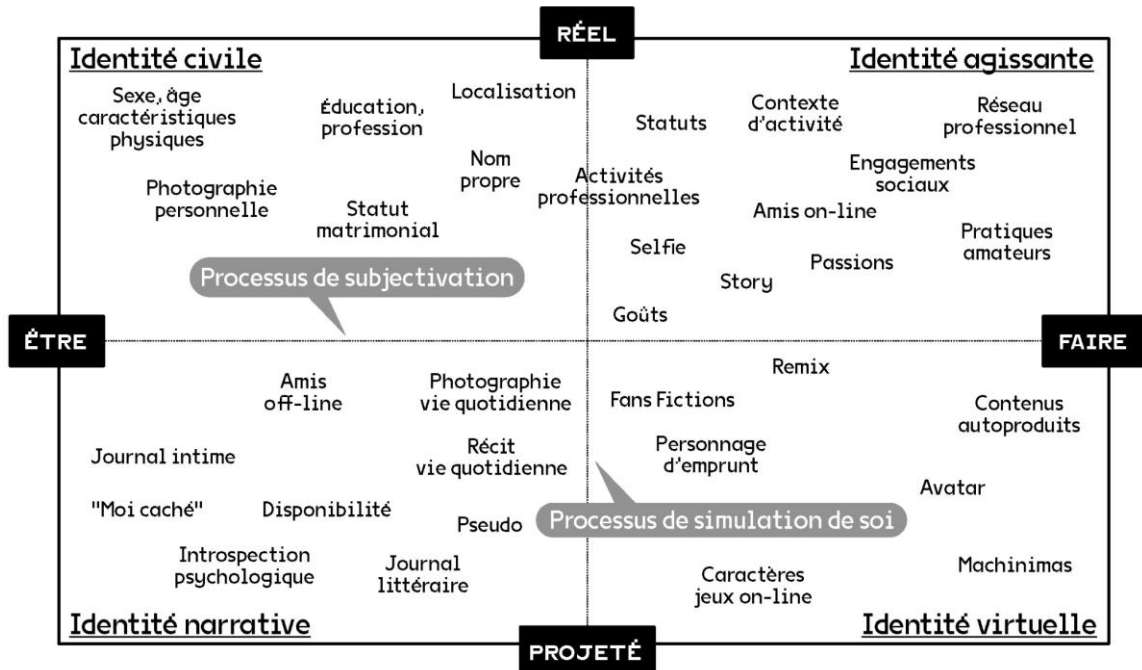 RÉEL
Identité civile
Identité agissante
Sexe, âge
caractéristiques
physiques
Éducation,
profession
Localisation
Statuts
Contexte
d'activité
Réseau
professionnel
Photographie
personnelle
Statut
matrimonial
Nom
propre
Activités
professionnelles
Engagements
sociaux
Amis on-line
Pratiques
amateurs
Selfie
Story
Passions
Processus de subjectivation
Goûts
ÊTRE
FAIRE
Amis
off-line
Photographie
vie quotidienne
Remix
Fans Fictions
Contenus
autoproduits
Journal intime
Récit
vie quotidienne
Personnage
d'emprunt
Avatar
"Moi caché"
Disponibilité
Pseudo
Processus de simulation de soi
Introspection
psychologique
Journal
littéraire
Caractères
jeux on-line
Machinimas
Identité narrative
Identité virtuelle
PROJETÉ